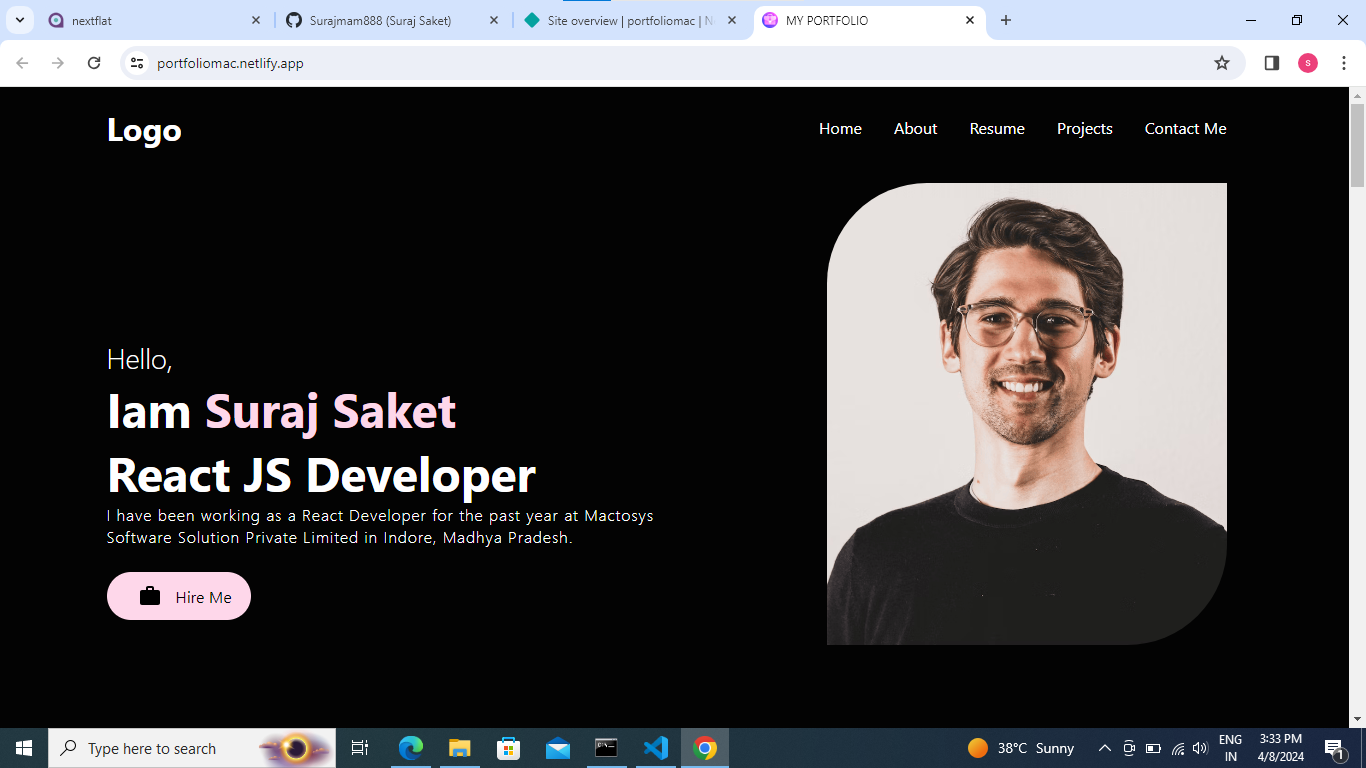 nextflat
Surajmam888 (Suraj Saket)
Site overview | portfoliomac | N
MY PORTFOLIO
portfoliomac.netlify.app
S
Logo
Home About Resume Projects Contact Me
Hello,
Iam Suraj Saket
React JS Developer
I have been working as a React Developer for the past year at Mactosys
Software Solution Private Limited in Indore, Madhya Pradesh.
Hire Me
Type here to search
38°C Sunny
ENG
IN
3:33 PM
4/8/2024
1